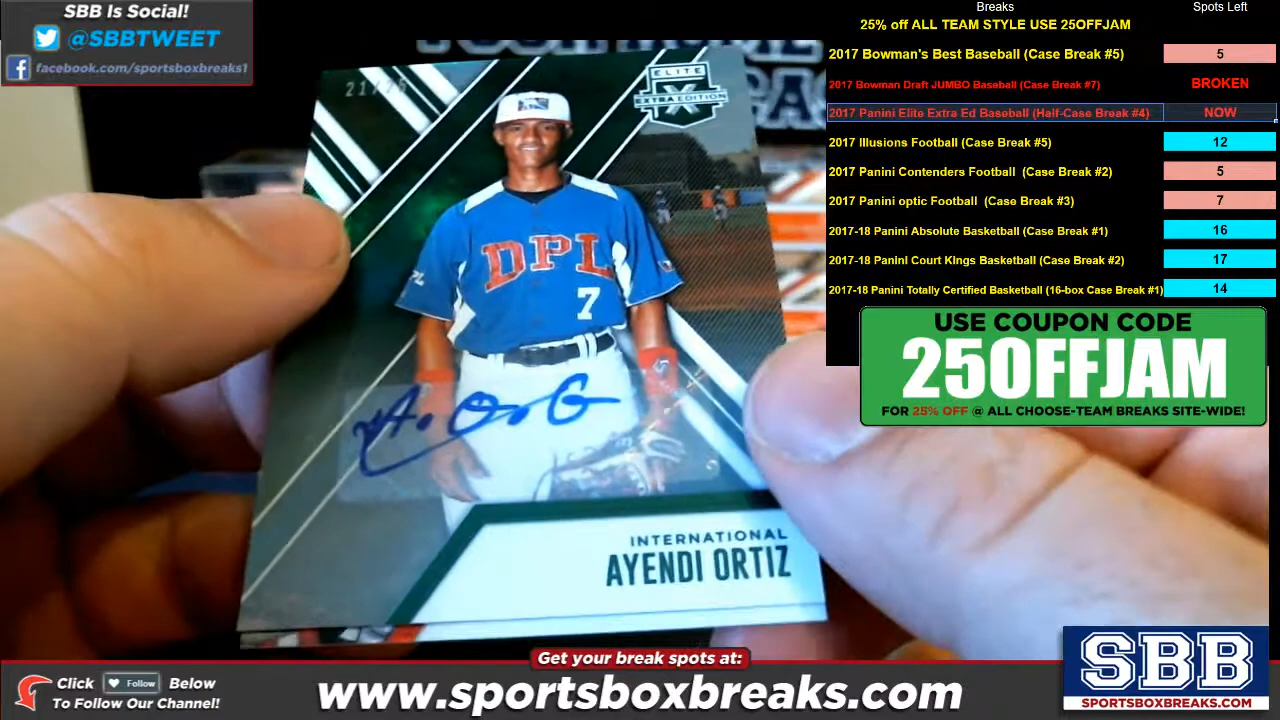 SBB Is Social!
@SBBTWEET
facebook.com/sportsboxbreaks1
Breaks Spots Left
25% off ALL TEAM STYLE USE 25OFFJAM
2017 Bowman's Best Baseball (Case Break #5) 5
2017 Bowman Draft JUMBO Baseball (Case Break #7) BROKEN
2017 Panini Elite Extra Ed Baseball (Half-Case Break #4) NOW
2017 Illusions Football (Case Break #5) 12
2017 Panini Contenders Football (Case Break #2) 5
2017 Panini optic Football (Case Break #3) 7
2017-18 Panini Absolute Basketball (Case Break #1) 16
2017-18 Panini Court Kings Basketball (Case Break #2) 17
2017-18 Panini Totally Certified Basketball (16-box Case Break #1) 14
USE COUPON CODE
25OFFJAM
FOR 25% OFF @ ALL CHOOSE-TEAM BREAKS SITE-WIDE!
ELITE
X
EXTRA EDITION
DPL
7
INTERNATIONAL
AYENDI ORTIZ
Get your break spots at:
www.sportsboxbreaks.com
Click Follow Below
To Follow Our Channel!
SBB
SPORTSBOXBREAKS.COM